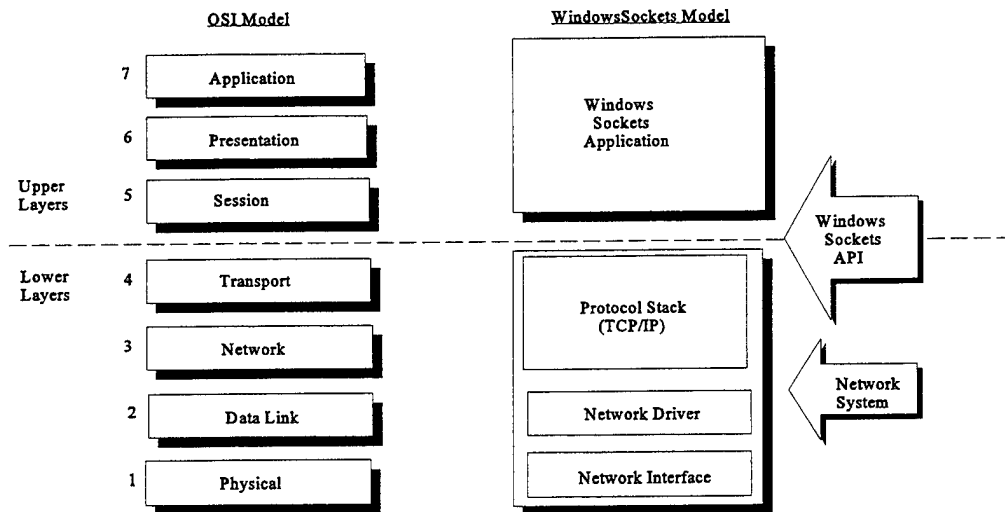 OSI Model
WindowsSockets Model
7
Application
6
Presentation
5
Session
Upper
Layers
Windows
Sockets
Application
Windows
Sockets
API
Lower
Layers
4
Transport
3
Network
2
Data Link
1
Physical
Protocol Stack
(TCP/IP)
Network Driver
Network Interface
Network
System